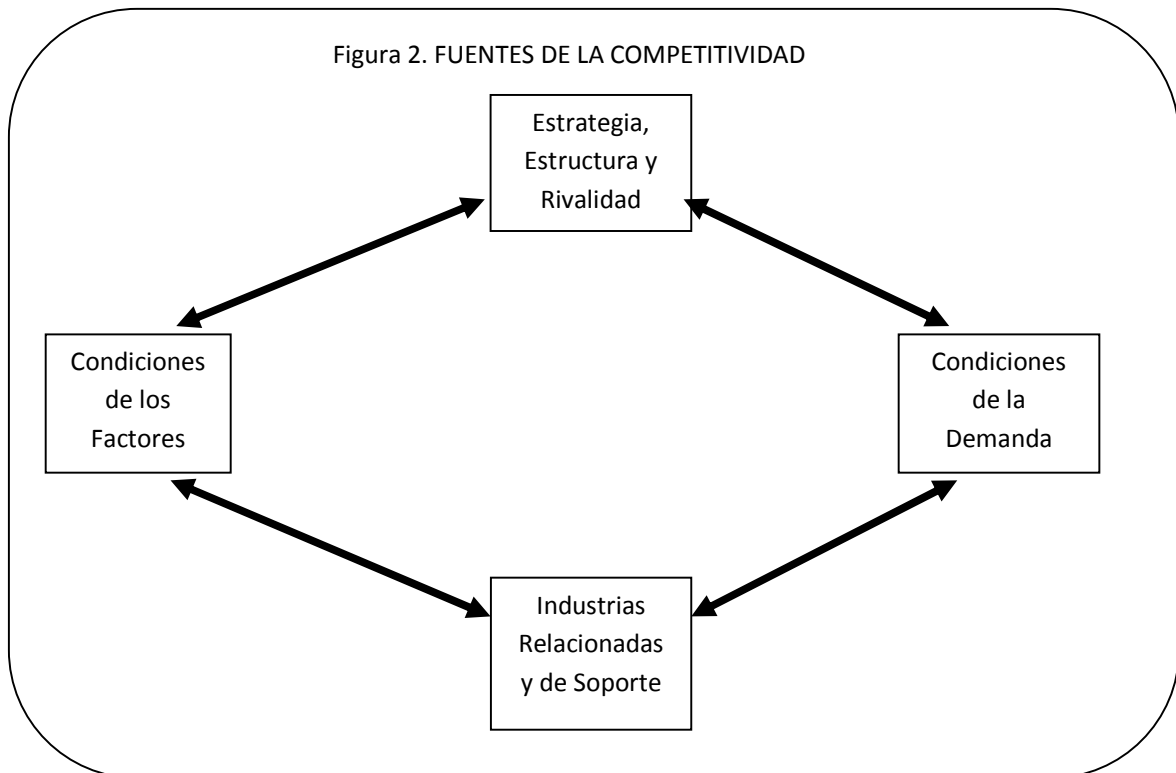 Figura 2. FUENTES DE LA COMPETITIVIDAD
Estrategia,
Estructura y
Rivalidad
Condiciones
de los
Factores
Condiciones
de la
Demanda
Industrias
Relacionadas
y de Soporte